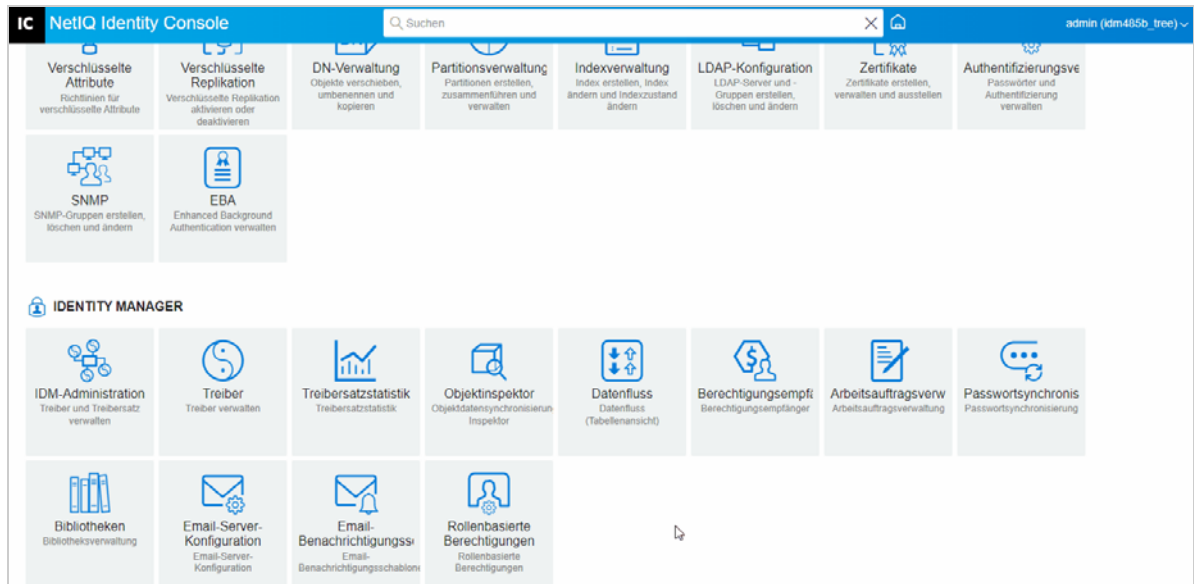 IC NetIQ Identity Console
Suchen
admin (idm485b_tree)
Verschlüsselte
Attribute
Richtlinien für
verschlüsselte Attribute
Verschlüsselte
Replikation
Verschlüsselte Replikation
aktivieren oder
deaktivieren
DN-Verwaltung
Objekte verschieben,
umbenennen und
kopieren
Partitionsverwaltung
Partitionen erstellen,
zusammenführen und
verwalten
Indexverwaltung
Index erstellen, Index
ändern und Indexzustand
ändern
LDAP-Konfiguration
LDAP-Server und -
Gruppen erstellen,
löschen und ändern
Zertifikate
Zertifikate erstellen,
verwalten und ausstellen
Authentifizierungsve
Passwörter und
Authentifizierung
verwalten
SNMP
SNMP-Gruppen erstellen,
löschen und ändern
EBA
Enhanced Background
Authentication verwalten
IDENTITY MANAGER
IDM-Administration
Treiber und Treibersatz
verwalten
Treiber
Treiber verwalten
Treibersatzstatistik
Treibersatzstatistik
Objektinspektor
Objektdatensynchronisierun
Inspektor
Datenfluss
Datenfluss
(Tabellenansicht)
Berechtigungsempfä
Berechtigungsempfänger
Arbeitsauftragsverw
Arbeitsauftragsverwaltung
Passwortsynchronis
Passwortsynchronisierung
Bibliotheken
Bibliotheksverwaltung
Email-Server-
Konfiguration
Email-Server-
Konfiguration
Email-
Benachrichtigungss
Email-
Benachrichtigungsschablone
Rollenbasierte
Berechtigungen
Rollenbasierte
Berechtigungen